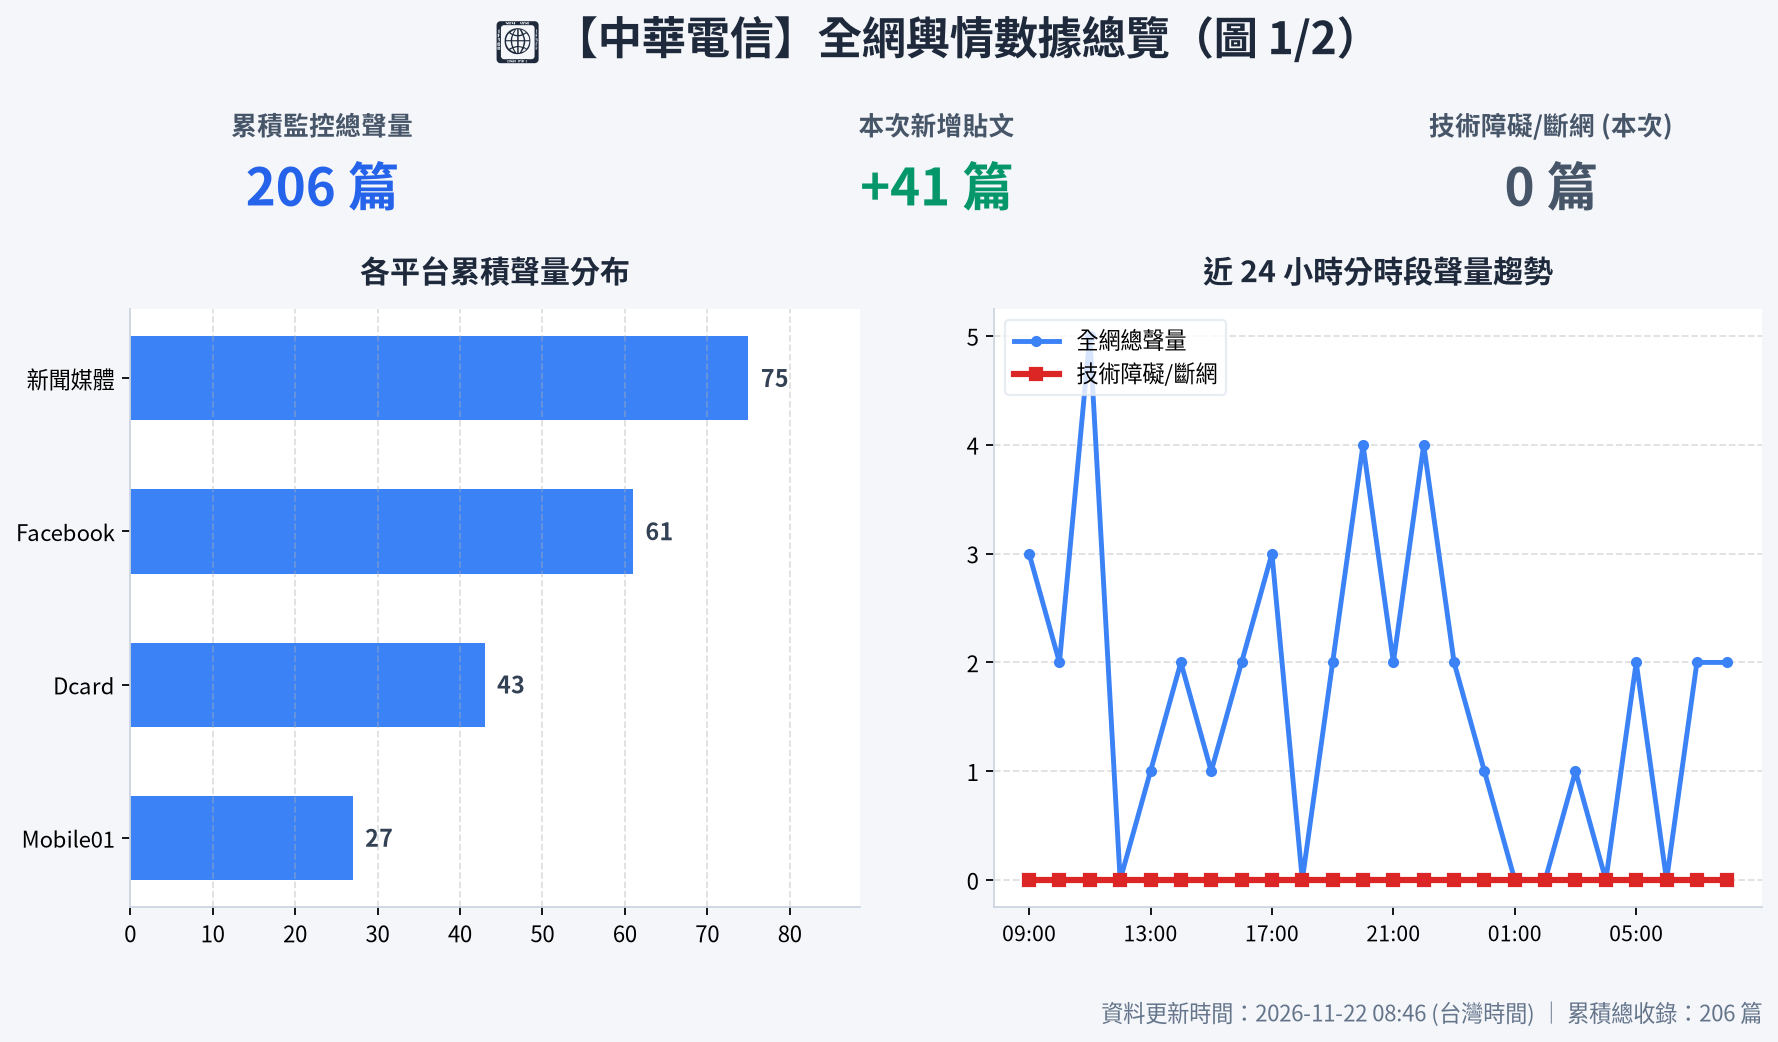 【中華電信】全網輿情數據總覽（圖 1/2）
累積監控總聲量
206 篇
本次新增貼文
+41 篇
技術障礙/斷網 (本次)
0 篇
各平台累積聲量分布
新聞媒體
75
Facebook
61
Dcard
43
Mobile01
27
0 10 20 30 40 50 60 70 80
近 24 小時分時段聲量趨勢
全網總聲量
技術障礙/斷網
5
4
3
2
1
0
09:00 13:00 17:00 21:00 01:00 05:00
資料更新時間：2026-11-22 08:46 (台灣時間) ｜ 累積總收錄：206 篇